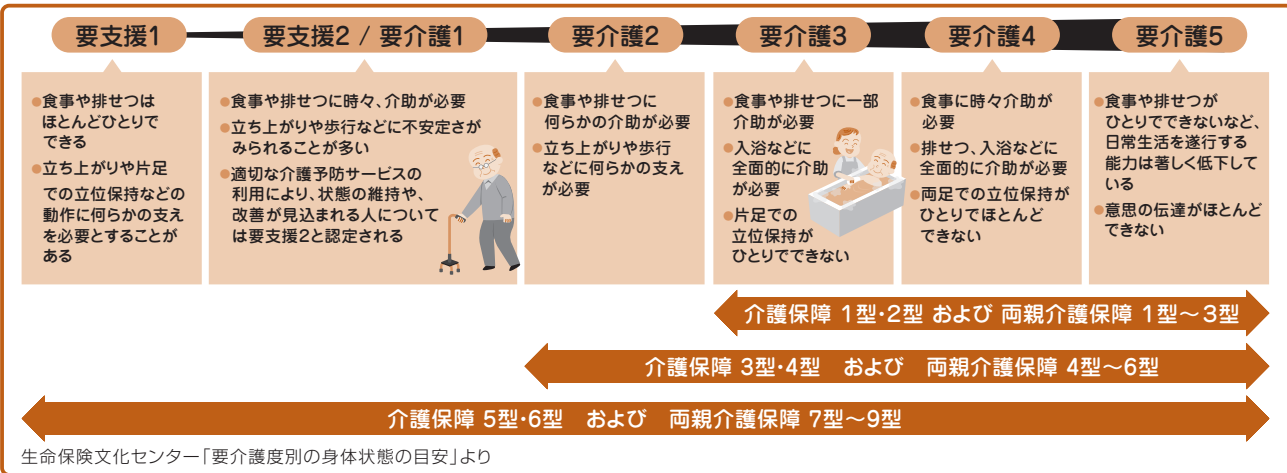 要支援1
要支援2 / 要介護1
要介護2
要介護3
要介護4
要介護5
●食事や排せつは
ほとんどひとりで
できる
●立ち上がりや片足
での立位保持などの
動作に何らかの支え
を必要とすることが
ある
●食事や排せつに時々、介助が必要
●立ち上がりや歩行などに不安定さが
みられることが多い
●適切な介護予防サービスの
利用により、状態の維持や、
改善が見込まれる人について
は要支援2と認定される
●食事や排せつに
何らかの介助が必要
●立ち上がりや歩行
などに何らかの支え
が必要
●食事や排せつに一部
介助が必要
●入浴などに
全面的に介助
が必要
●片足での
立位保持が
ひとりでできない
●食事に時々介助が
必要
●排せつ、入浴などに
全面的に介助が必要
●両足での立位保持が
ひとりでほとんど
できない
●食事や排せつが
ひとりでできないなど、
日常生活を遂行する
能力は著しく低下して
いる
●意思の伝達がほとんど
できない
介護保障 1型・2型 および 両親介護保障 1型～3型
介護保障 3型・4型 および 両親介護保障 4型～6型
介護保障 5型・6型 および 両親介護保障 7型～9型
生命保険文化センター「要介護度別の身体状態の目安」より